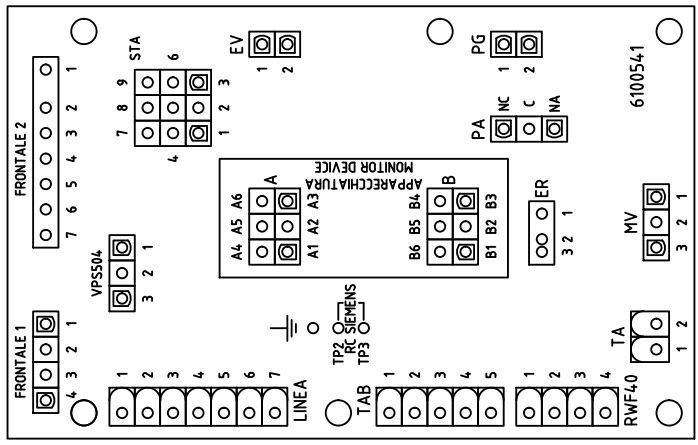 STA
6
9
8
7
3
2
1
4
EV
1
2
PG
1
2
6100541
PA
NC
C
NA
FRONTALE 2
1
2
3
4
5
6
7
APPARECCHIATURA
MONITOR DEVICE
A
A6
A5
A4
A3
A2
A1
B
B4
B5
B6
B3
B2
B1
ER
1
3 2
MV
1
2
3
VPS504
1
2
3
FRONTALE 1
1
2
3
4
TP2
RC SIEMENS
TP3
TA
1
2
LINEA
1
2
3
4
5
6
7
TAB
1
2
3
4
5
RWF40
1
2
3
4